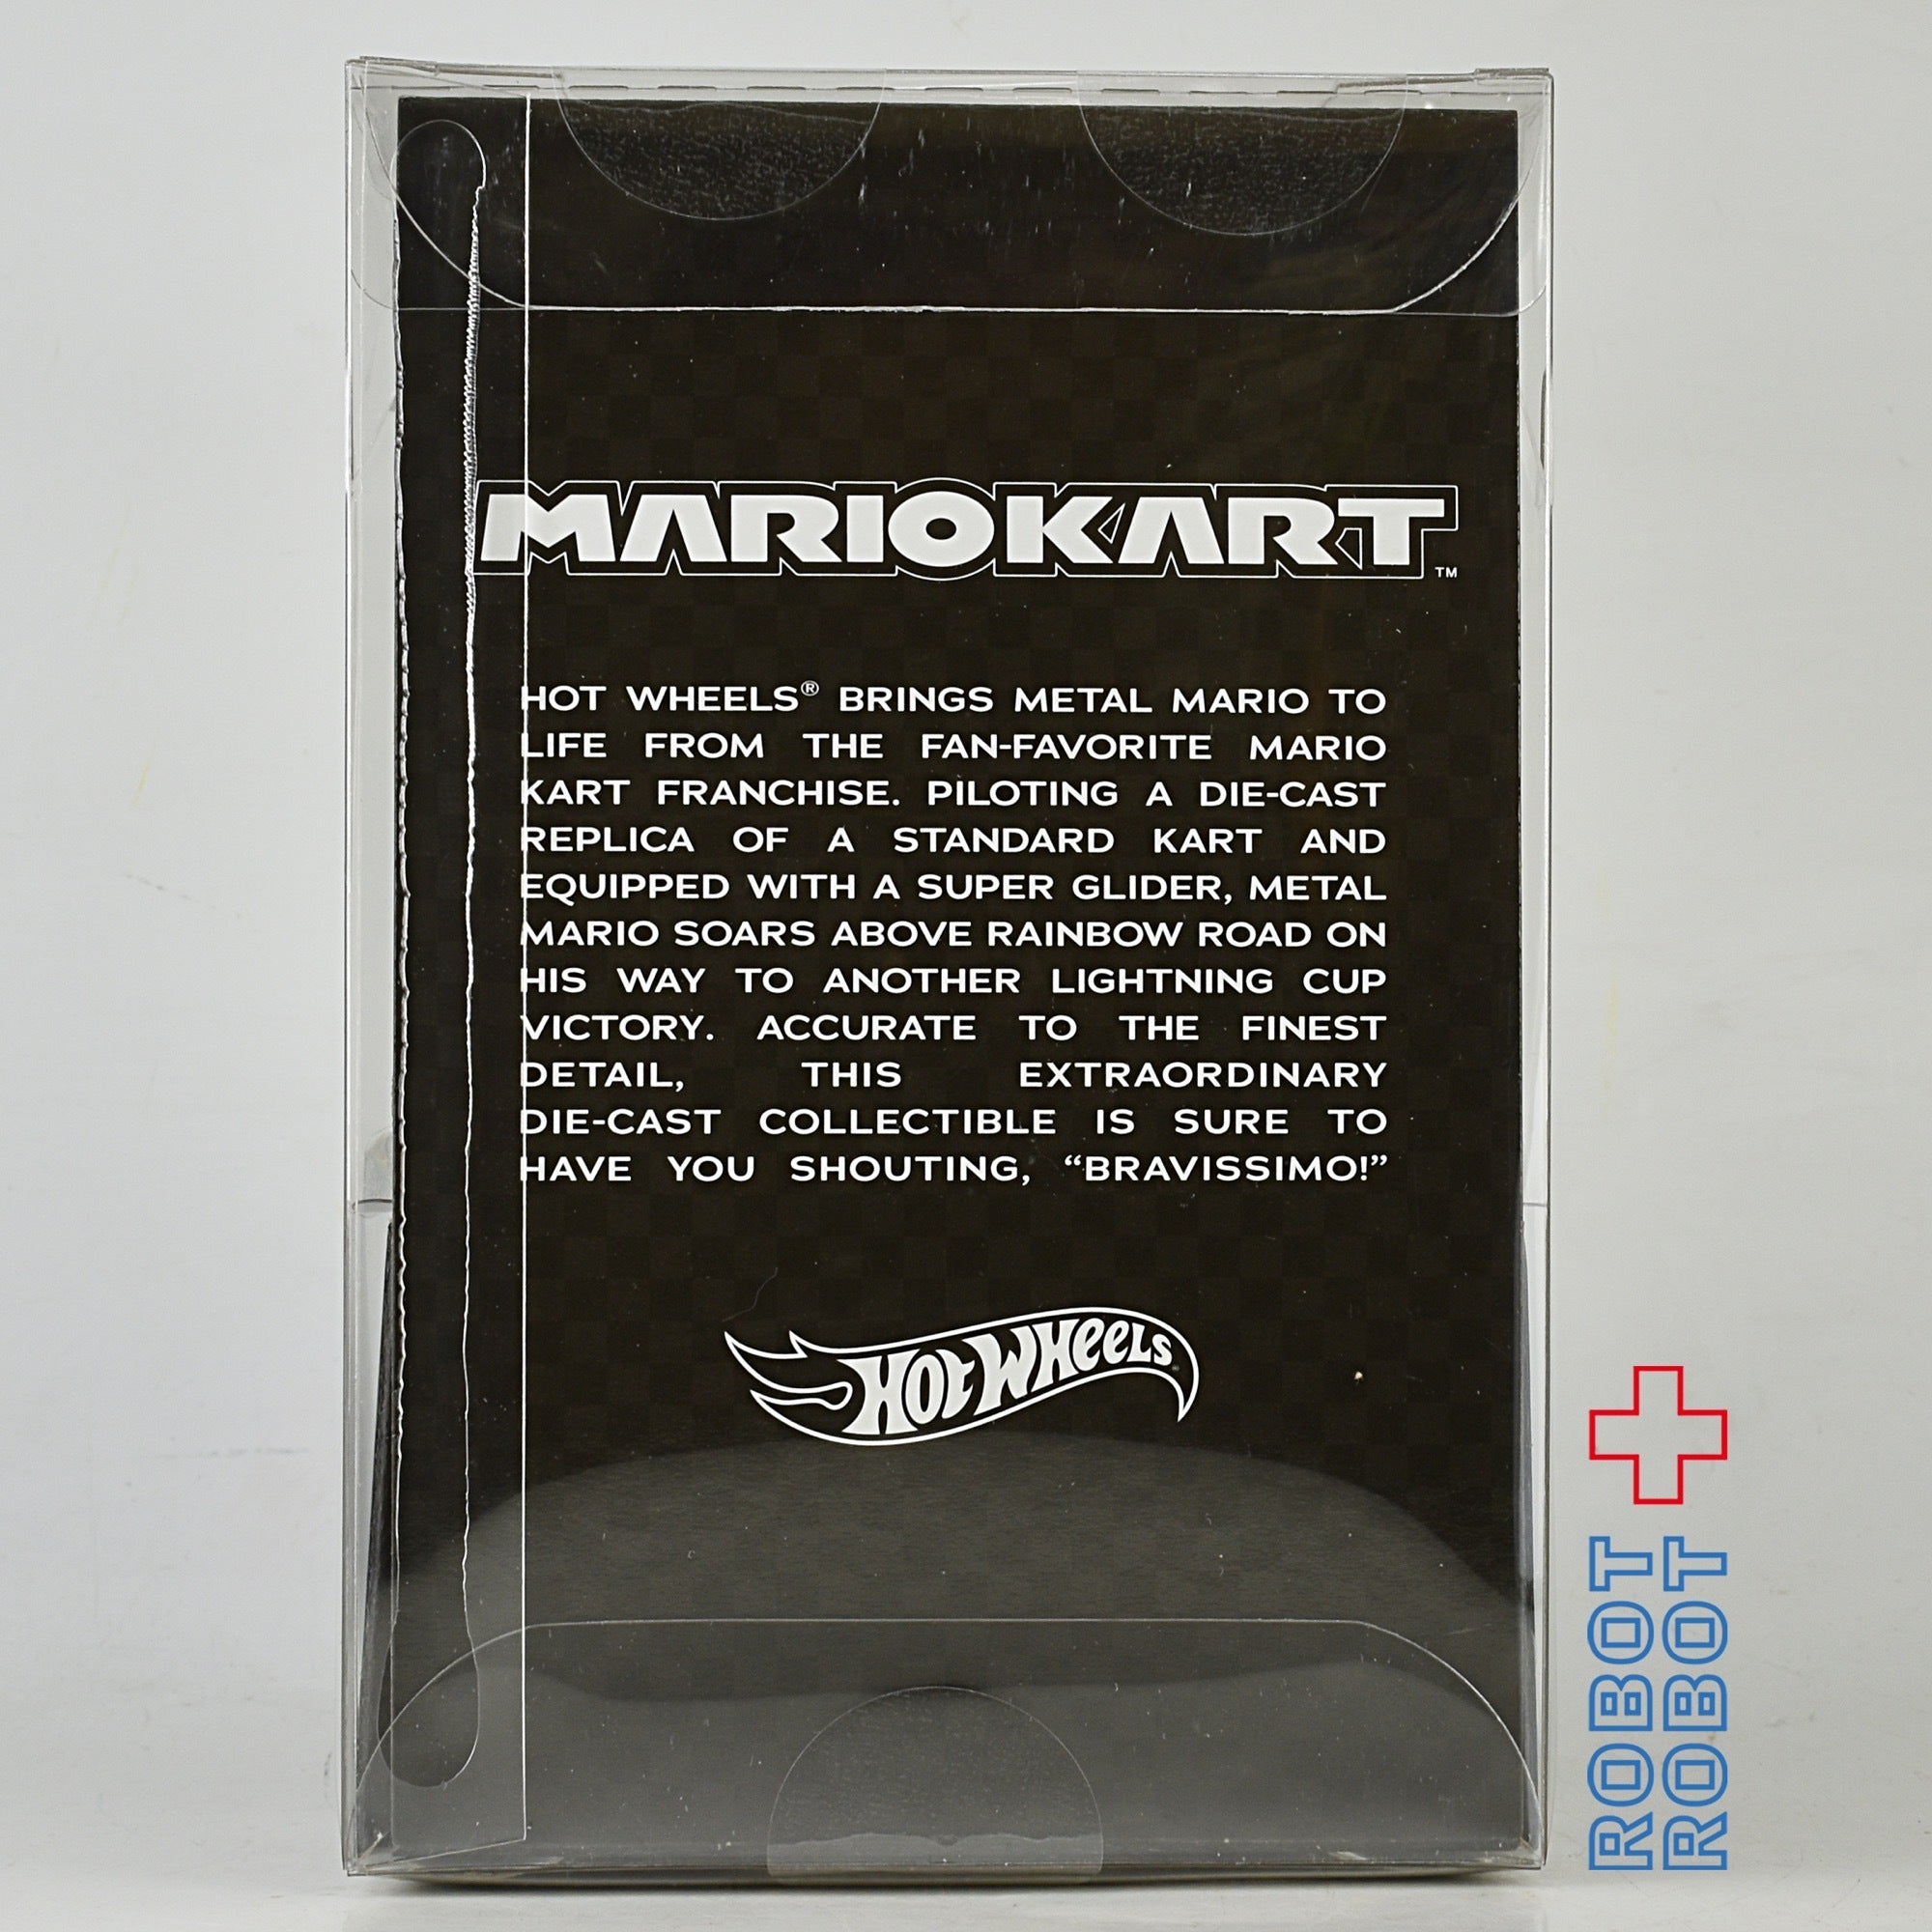 MARIOKART™
HOT WHEELS® BRINGS METAL MARIO TO
LIFE FROM THE FAN-FAVORITE MARIO
KART FRANCHISE. PILOTING A DIE-CAST
REPLICA OF A STANDARD KART AND
EQUIPPED WITH A SUPER GLIDER, METAL
MARIO SOARS ABOVE RAINBOW ROAD ON
HIS WAY TO ANOTHER LIGHTNING CUP
VICTORY. ACCURATE TO THE FINEST
DETAIL, THIS EXTRAORDINARY
DIE-CAST COLLECTIBLE IS SURE TO
HAVE YOU SHOUTING, “BRAVISSIMO!”
HOT WHEELS
ROBOT
ROBOT